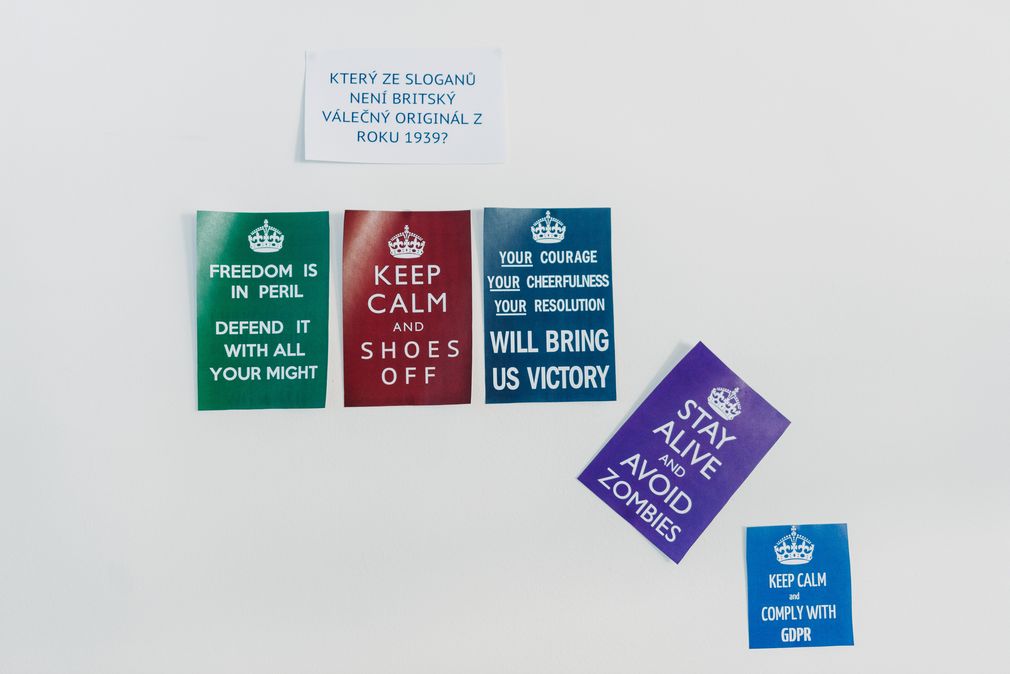 KTERÝ ZE SLOGANŮ
NENÍ BRITSKÝ
VÁLEČNÝ ORIGINÁL Z
ROKU 1939?
FREEDOM IS
IN PERIL
DEFEND IT
WITH ALL
YOUR MIGHT
KEEP
CALM
AND
SHOES
OFF
YOUR COURAGE
YOUR CHEERFULNESS
YOUR RESOLUTION
WILL BRING
US VICTORY
STAY
ALIVE
AND
AVOID
ZOMBIES
KEEP CALM
and
COMPLY WITH
GDPR